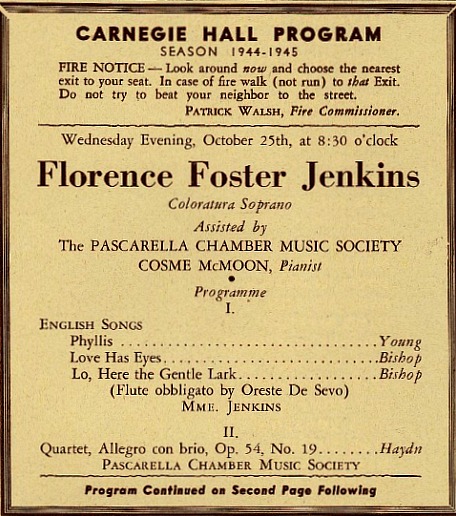 CARNEGIE HALL PROGRAM
SEASON 1944-1945
FIRE NOTICE — Look around now and choose the nearest
exit to your seat. In case of fire walk (not run) to that Exit.
Do not try to beat your neighbor to the street.
PATRICK WALSH, Fire Commissioner.
Wednesday Evening, October 25th, at 8:30 o'clock
Florence Foster Jenkins
Coloratura Soprano
Assisted by
The PASCARELLA CHAMBER MUSIC SOCIETY
COSME McMOON, Pianist
•
Programme
I.
ENGLISH SONGS
Phyllis ................................Young
Love Has Eyes..........................Bishop
Lo, Here the Gentle Lark................Bishop
(Flute obbligato by Oreste De Sevo)
MME. JENKINS
II.
Quartet, Allegro con brio, Op. 54, No. 19........Haydn
PASCARELLA CHAMBER MUSIC SOCIETY
Program Continued on Second Page Following